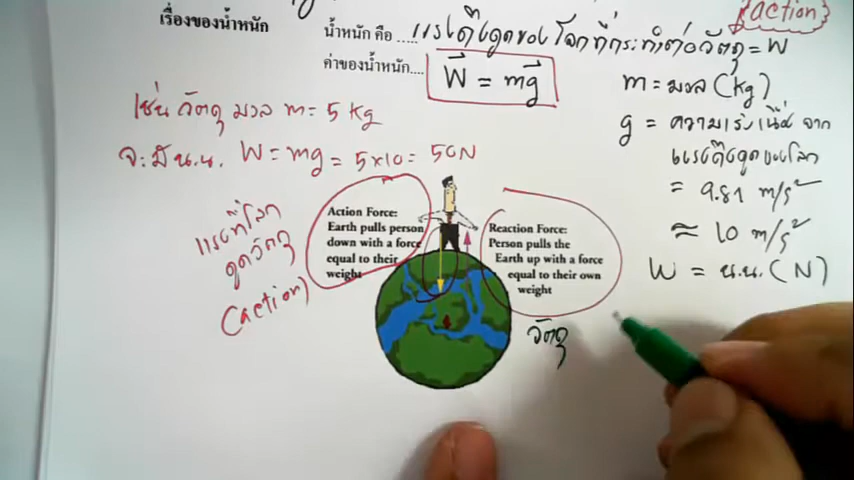 (action)
เรื่องของน้ำหนัก
น้ำหนัก คือ .....แรงดึงดูดของโลกที่กระทำต่อวัตถุ = W
ค่าของน้ำหนัก.... W = mg
m = มวล (kg)
g = ความเร่งเนื่องจาก
แรงดึงดูดของโลก
= 9.81 m/s²
≈ 10 m/s²
W = น.น. (N)
เช่น วัตถุ มวล m = 5 kg
จะมี น.น. W = mg = 5x10 = 50N
แรงที่โลก
ดูดวัตถุ
(action)
Action Force:
Earth pulls person
down with a force
equal to their
weight
Reaction Force:
Person pulls the
Earth up with a force
equal to their own
weight
วัตถุ